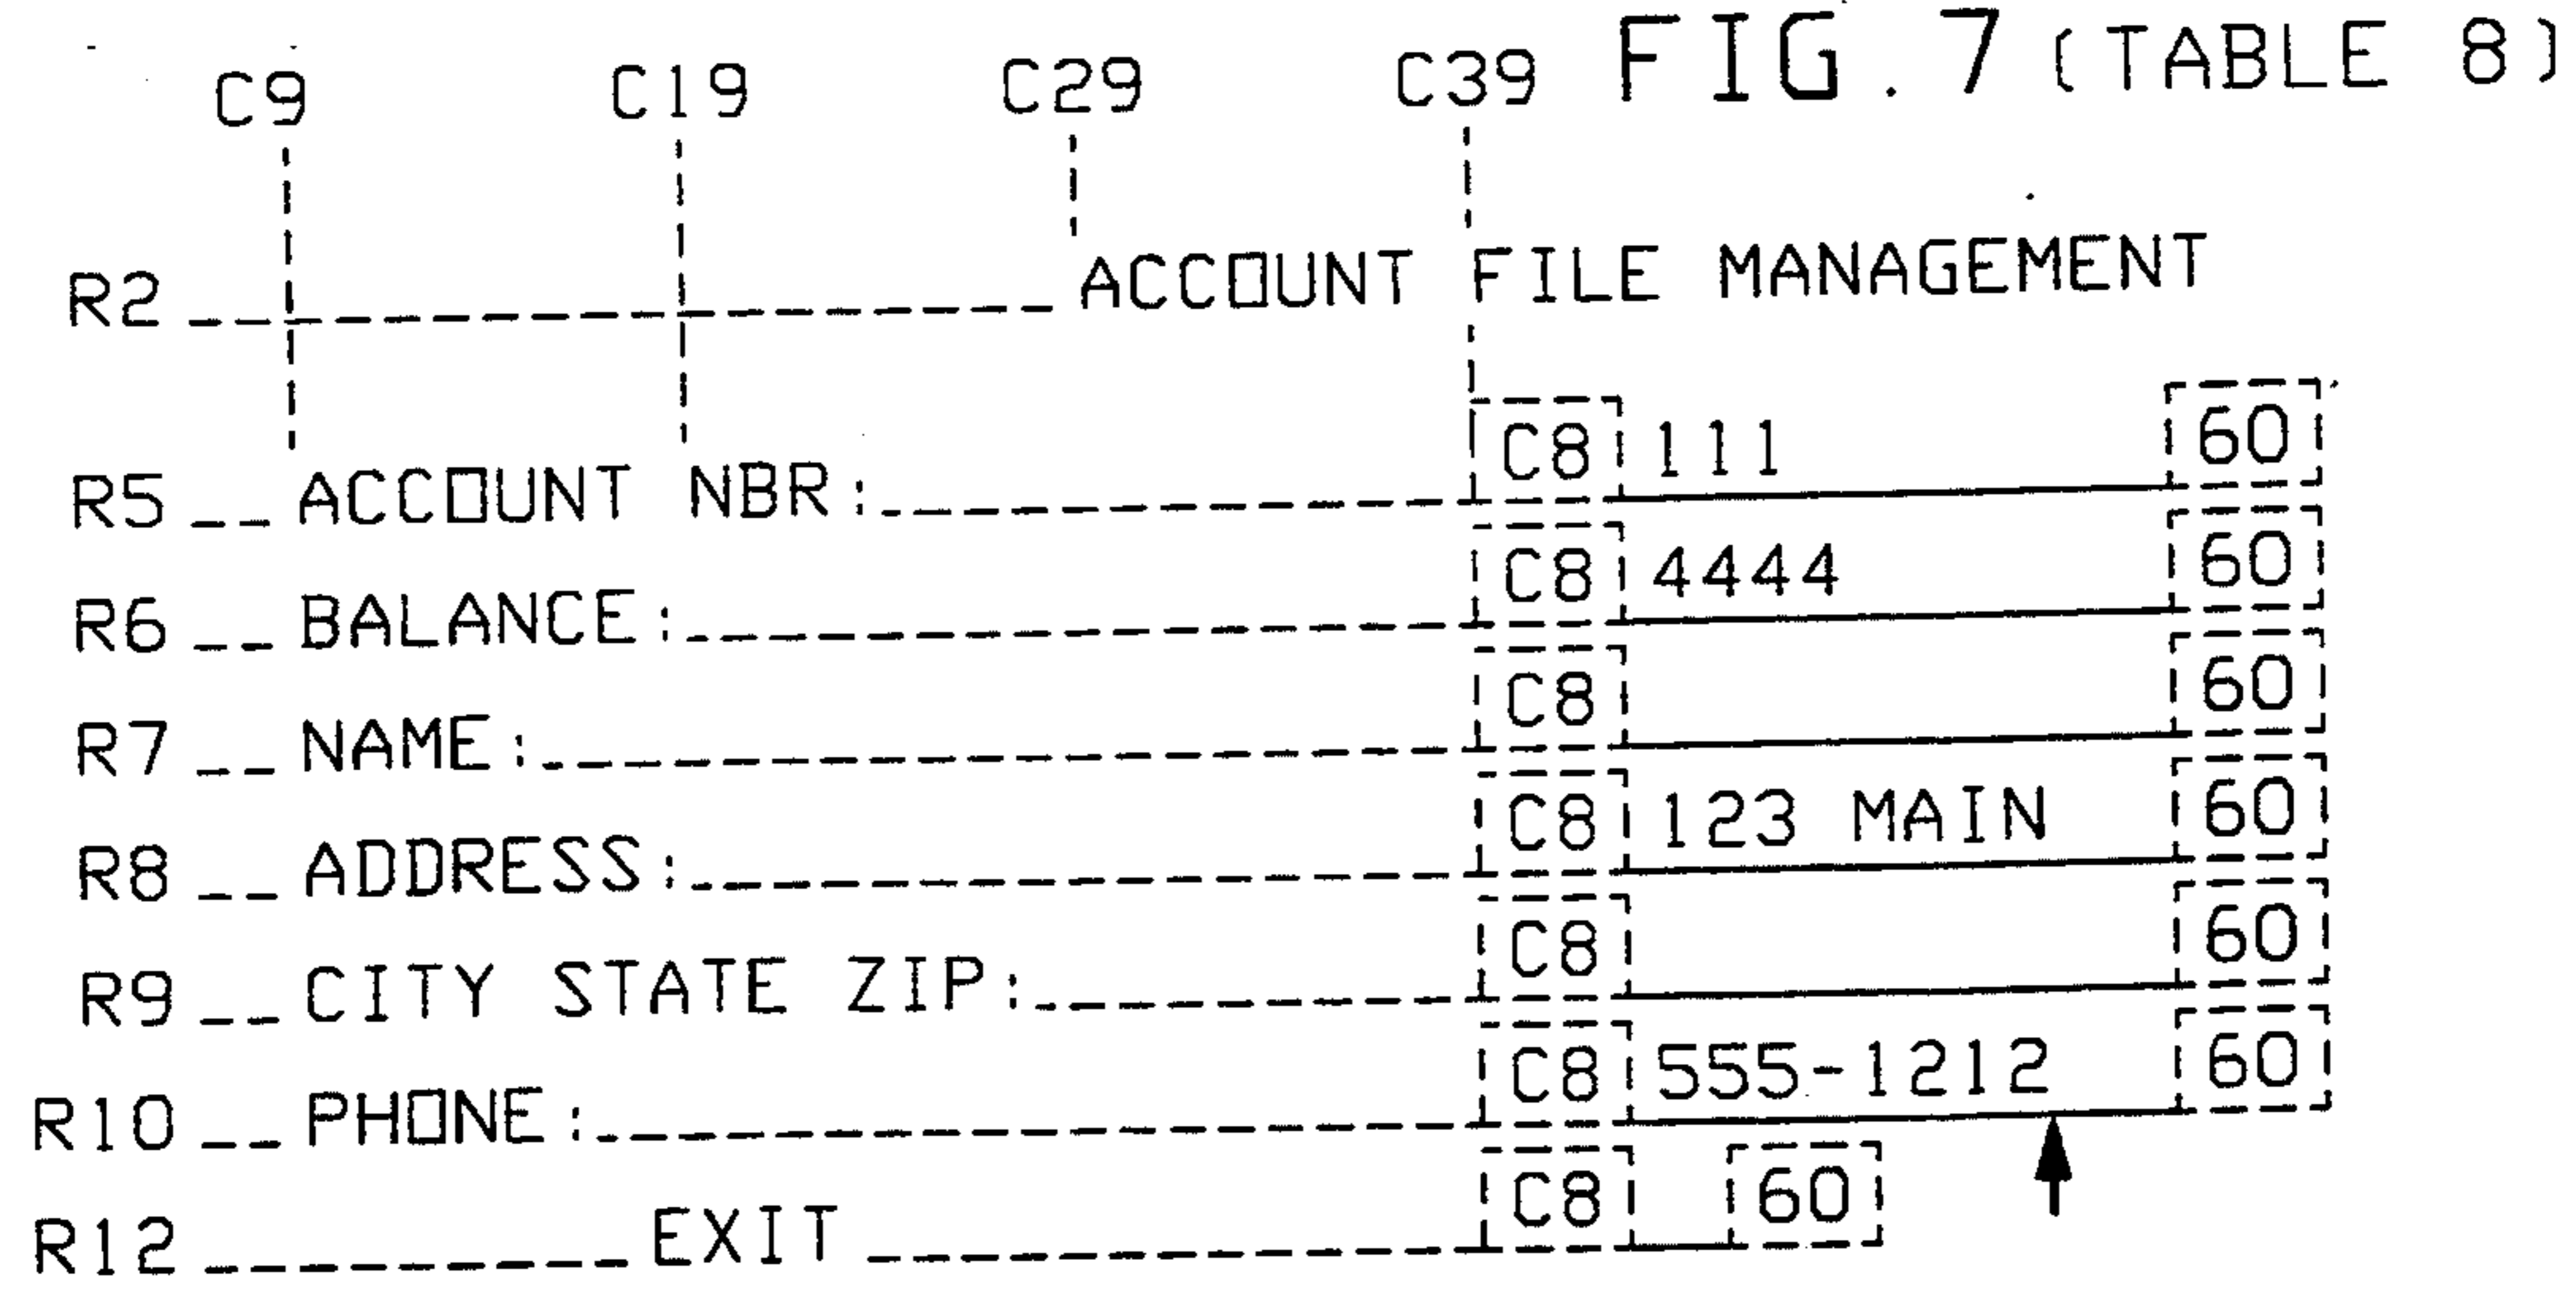 C9 C19 C29 C39 FIG. 7 (TABLE 8)
R2 ACCOUNT FILE MANAGEMENT
R5 ACCOUNT NBR: C8 111 60
R6 BALANCE: C8 4444 60
R7 NAME: C8 60
R8 ADDRESS: C8 123 MAIN 60
R9 CITY STATE ZIP: C8 60
R10 PHONE: C8 555-1212 60
R12 EXIT C8 60